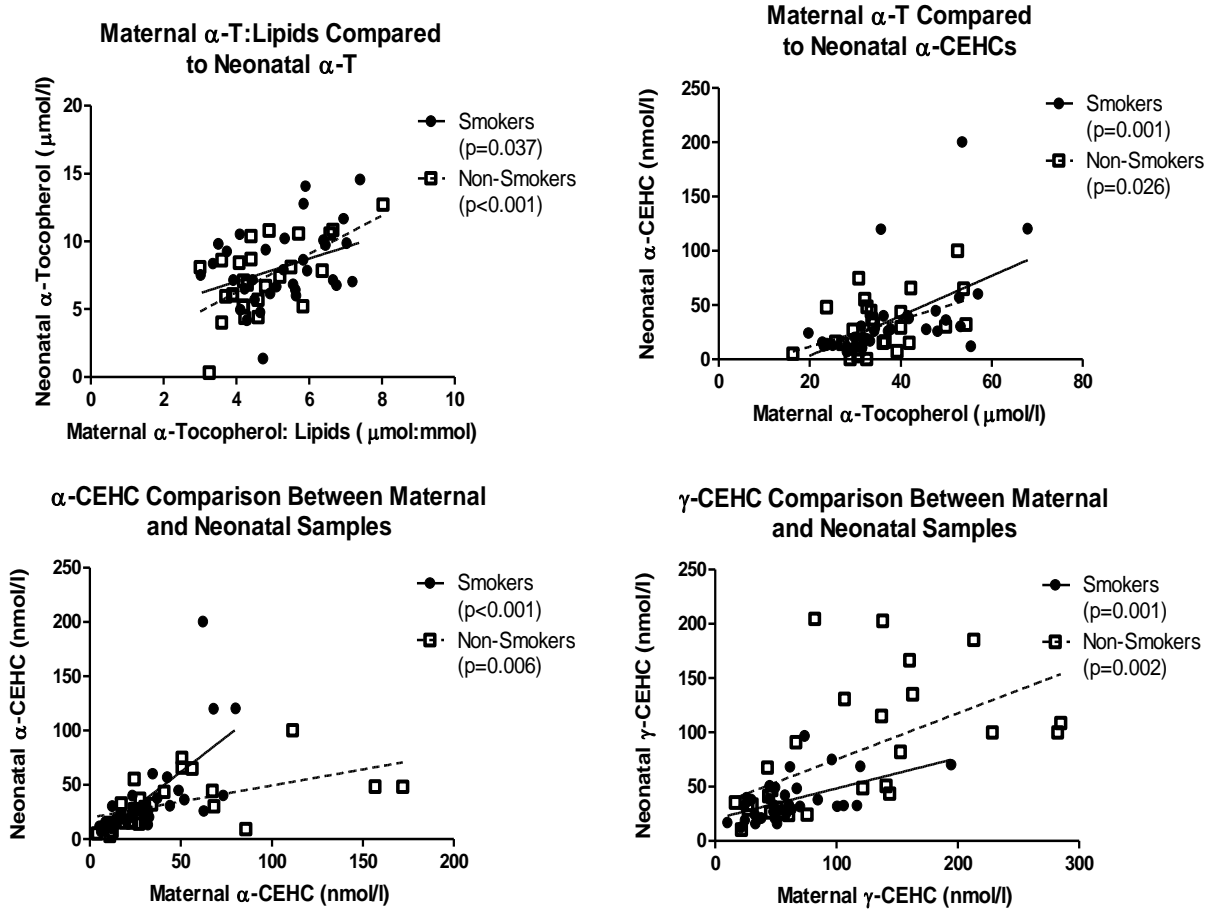 Maternal α-T:Lipids Compared
to Neonatal α-T
Neonatal α-Tocopherol (μmol/l)
20
15
10
5
0
0 2 4 6 8 10
Maternal α-Tocopherol: Lipids ( μmol:mmol)
Smokers
(p=0.037)
Non-Smokers
(p<0.001)
Maternal α-T Compared
to Neonatal α-CEHCs
Neonatal α-CEHC (nmol/l)
250
200
150
100
50
0
0 20 40 60 80
Maternal α-Tocopherol (μmol/l)
Smokers
(p=0.001)
Non-Smokers
(p=0.026)
α-CEHC Comparison Between Maternal
and Neonatal Samples
Neonatal α-CEHC (nmol/l)
250
200
150
100
50
0
0 50 100 150 200
Maternal α-CEHC (nmol/l)
Smokers
(p<0.001)
Non-Smokers
(p=0.006)
γ-CEHC Comparison Between Maternal
and Neonatal Samples
Neonatal γ-CEHC (nmol/l)
250
200
150
100
50
0
0 100 200 300
Maternal γ-CEHC (nmol/l)
Smokers
(p=0.001)
Non-Smokers
(p=0.002)